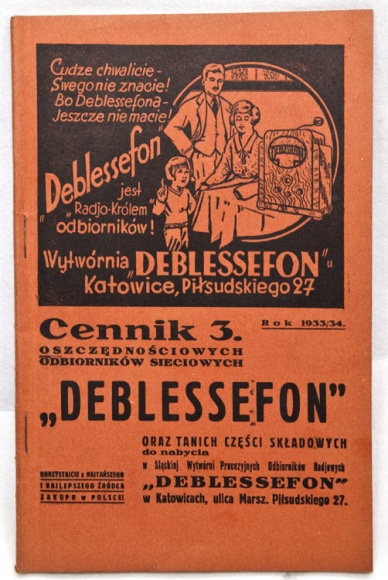 Cudze chwalicie-
Swego nie znacie!
Bo Deblessefona-
Jeszcze nie macie!
"Deblessefon"
jest
"Radjo-królem"
odbiorników!
Wytwórnia "DEBLESSEFON"u
Katowice, Piłsudskiego 27
Cennik 3. Rok 1933/34.
OSZCZĘDNOŚCIOWYCH
ODBIORNIKÓW SIECIOWYCH
„DEBLESSEFON”
ORAZ TANICH CZĘŚCI SKŁADOWYCH
do nabycia
w Śląskiej Wytwórni Precezyjnych Odbiorników Radjowych
„DEBLESSEFON”
w Katowicach, ulica Marsz. Piłsudskiego 27.
KORZYSTAJCIE z NAJTAŃSZEGO
I NAJLEPSZEGO ŹRÓDŁA
ZAKUPU w POLSCE!